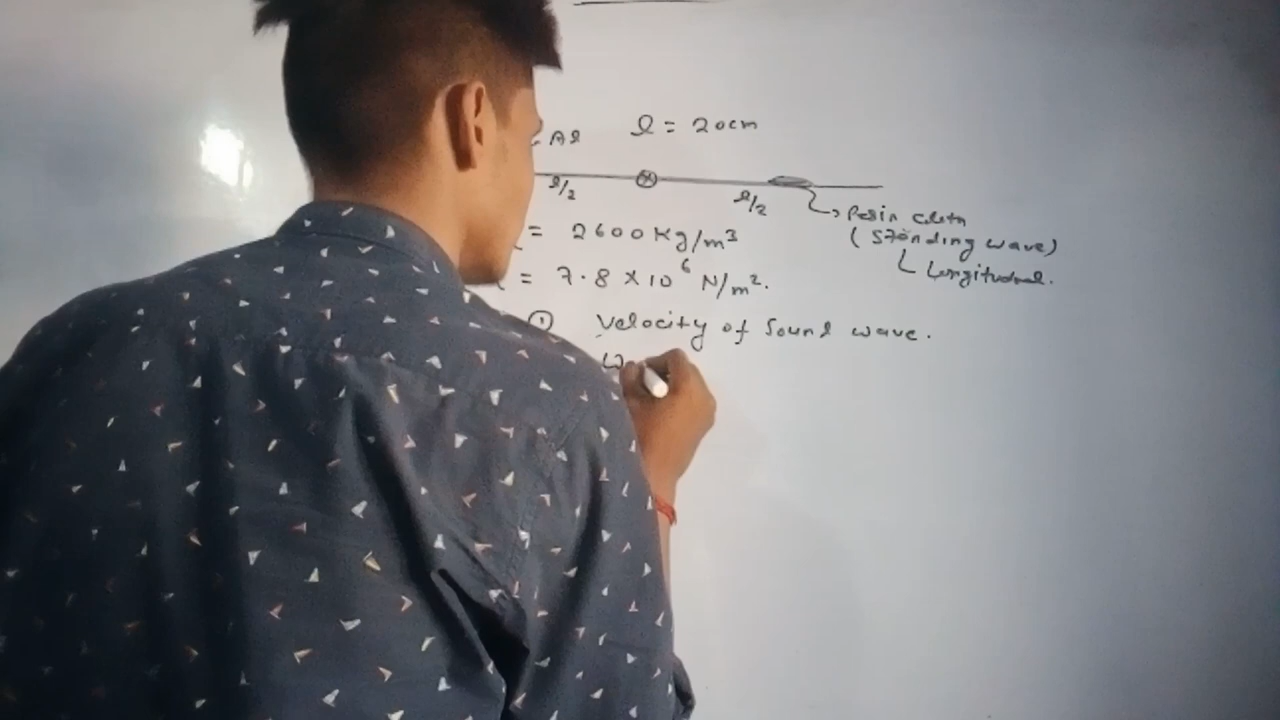 Al l = 20cm
l/2 l/2
Resin cloth
= 2600 Kg/m³ (Standing wave)
= 7.8 × 10⁶ N/m². Longitudinal.
① Velocity of Sound wave.
W